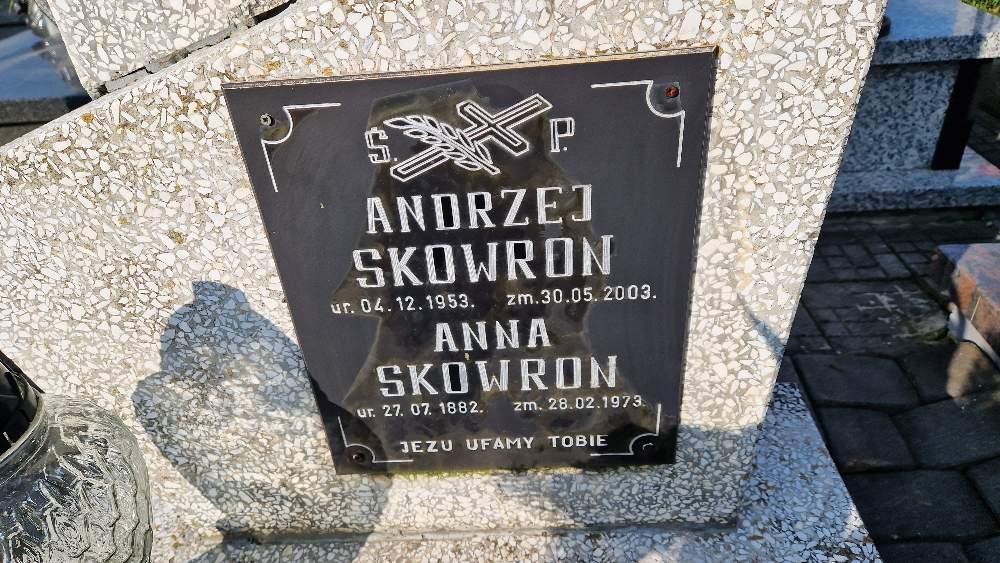 Ś. P.
ANDRZEJ
SKOWRON
ur. 04.12.1953. zm. 30.05.2003.
ANNA
SKOWRON
ur. 27.07.1882. zm. 28.02.1973.
JEZU UFAMY TOBIE